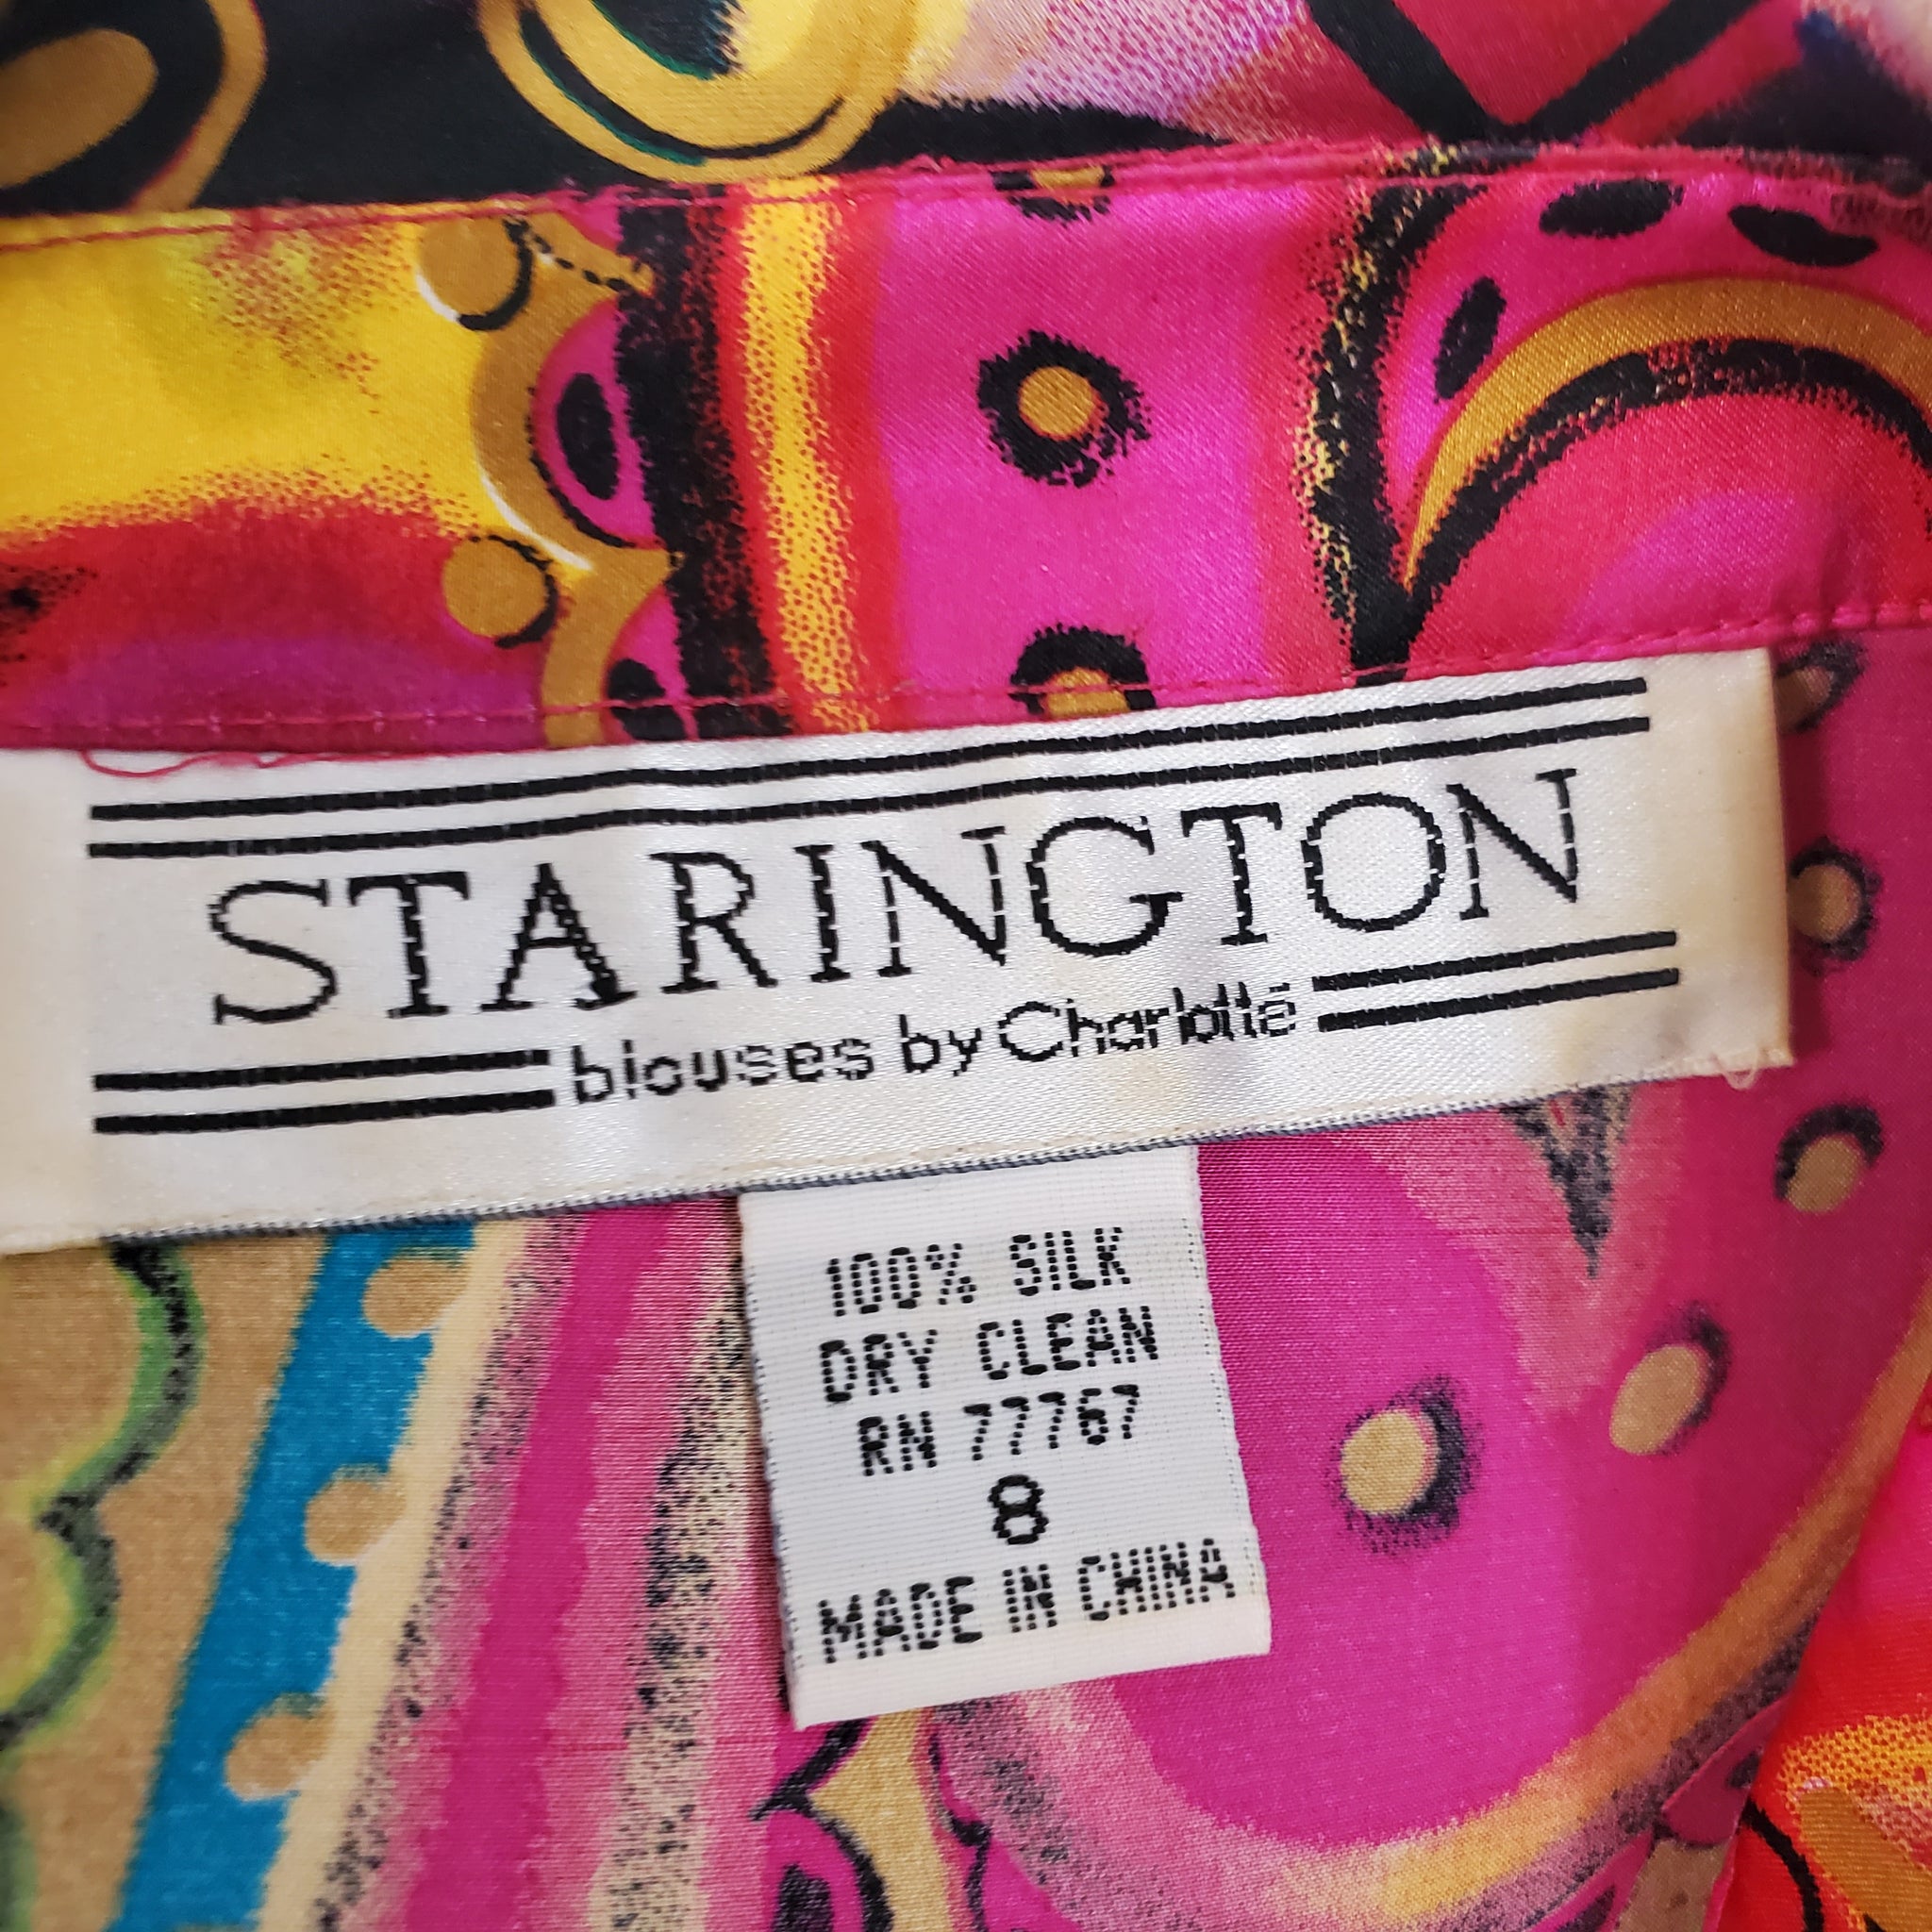 STARINGTON
blouses by Charlotte
100% SILK
DRY CLEAN
RN 77767
8
MADE IN CHINA